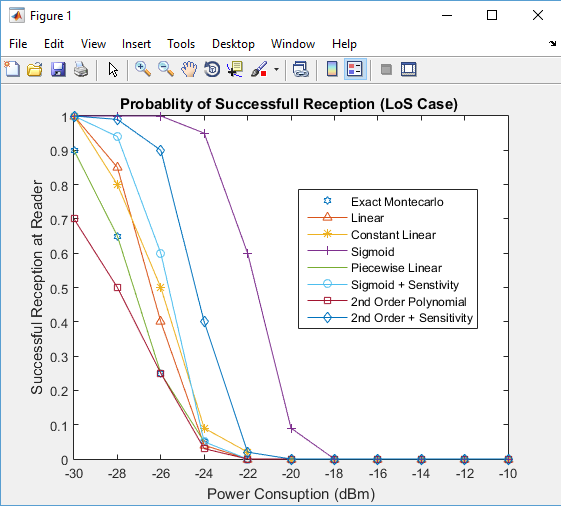 Figure 1
File Edit View Insert Tools Desktop Window Help
Probablity of Successfull Reception (LoS Case)
Successful Reception at Reader
1
0.9
0.8
0.7
0.6
0.5
0.4
0.3
0.2
0.1
0
Exact Montecarlo
Linear
Constant Linear
Sigmoid
Piecewise Linear
Sigmoid + Senstivity
2nd Order Polynomial
2nd Order + Sensitivity
-30 -28 -26 -24 -22 -20 -18 -16 -14 -12 -10
Power Consuption (dBm)